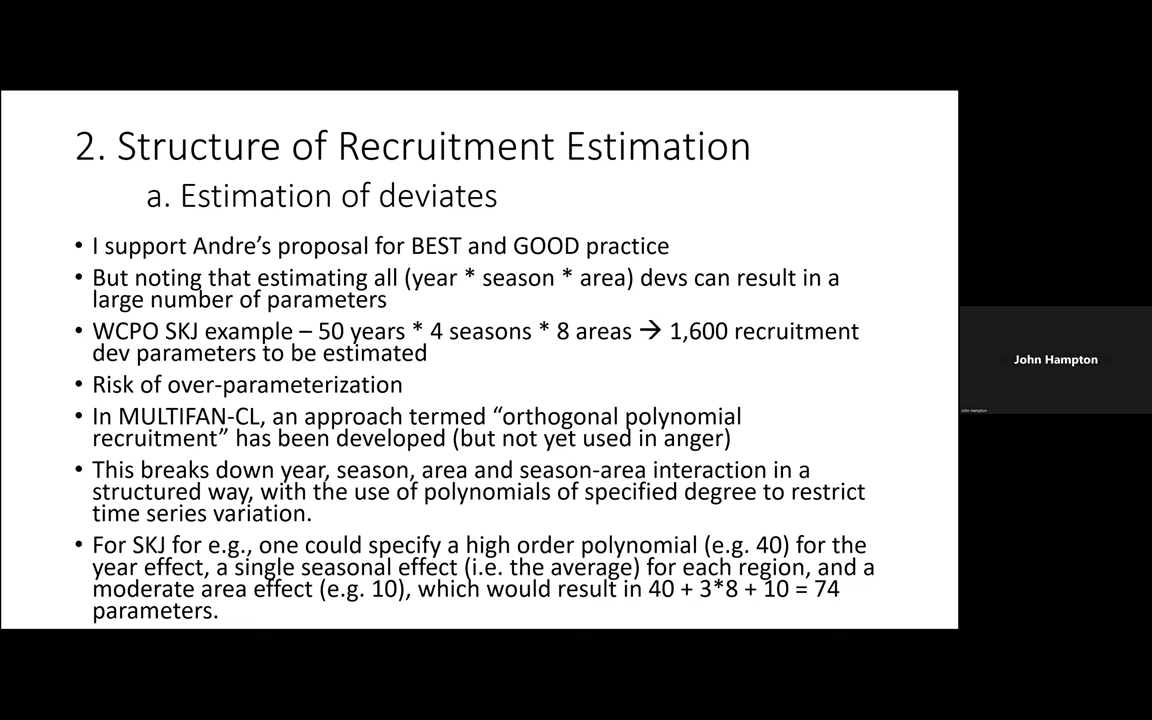 2. Structure of Recruitment Estimation
a. Estimation of deviates
• I support Andre's proposal for BEST and GOOD practice
• But noting that estimating all (year * season * area) devs can result in a
large number of parameters
• WCPO SKJ example – 50 years * 4 seasons * 8 areas → 1,600 recruitment
dev parameters to be estimated
• Risk of over-parameterization
• In MULTIFAN-CL, an approach termed “orthogonal polynomial
recruitment” has been developed (but not yet used in anger)
• This breaks down year, season, area and season-area interaction in a
structured way, with the use of polynomials of specified degree to restrict
time series variation.
• For SKJ for e.g., one could specify a high order polynomial (e.g. 40) for the
year effect, a single seasonal effect (i.e. the average) for each region, and a
moderate area effect (e.g. 10), which would result in 40 + 3*8 + 10 = 74
parameters.
John Hampton
John Hampton